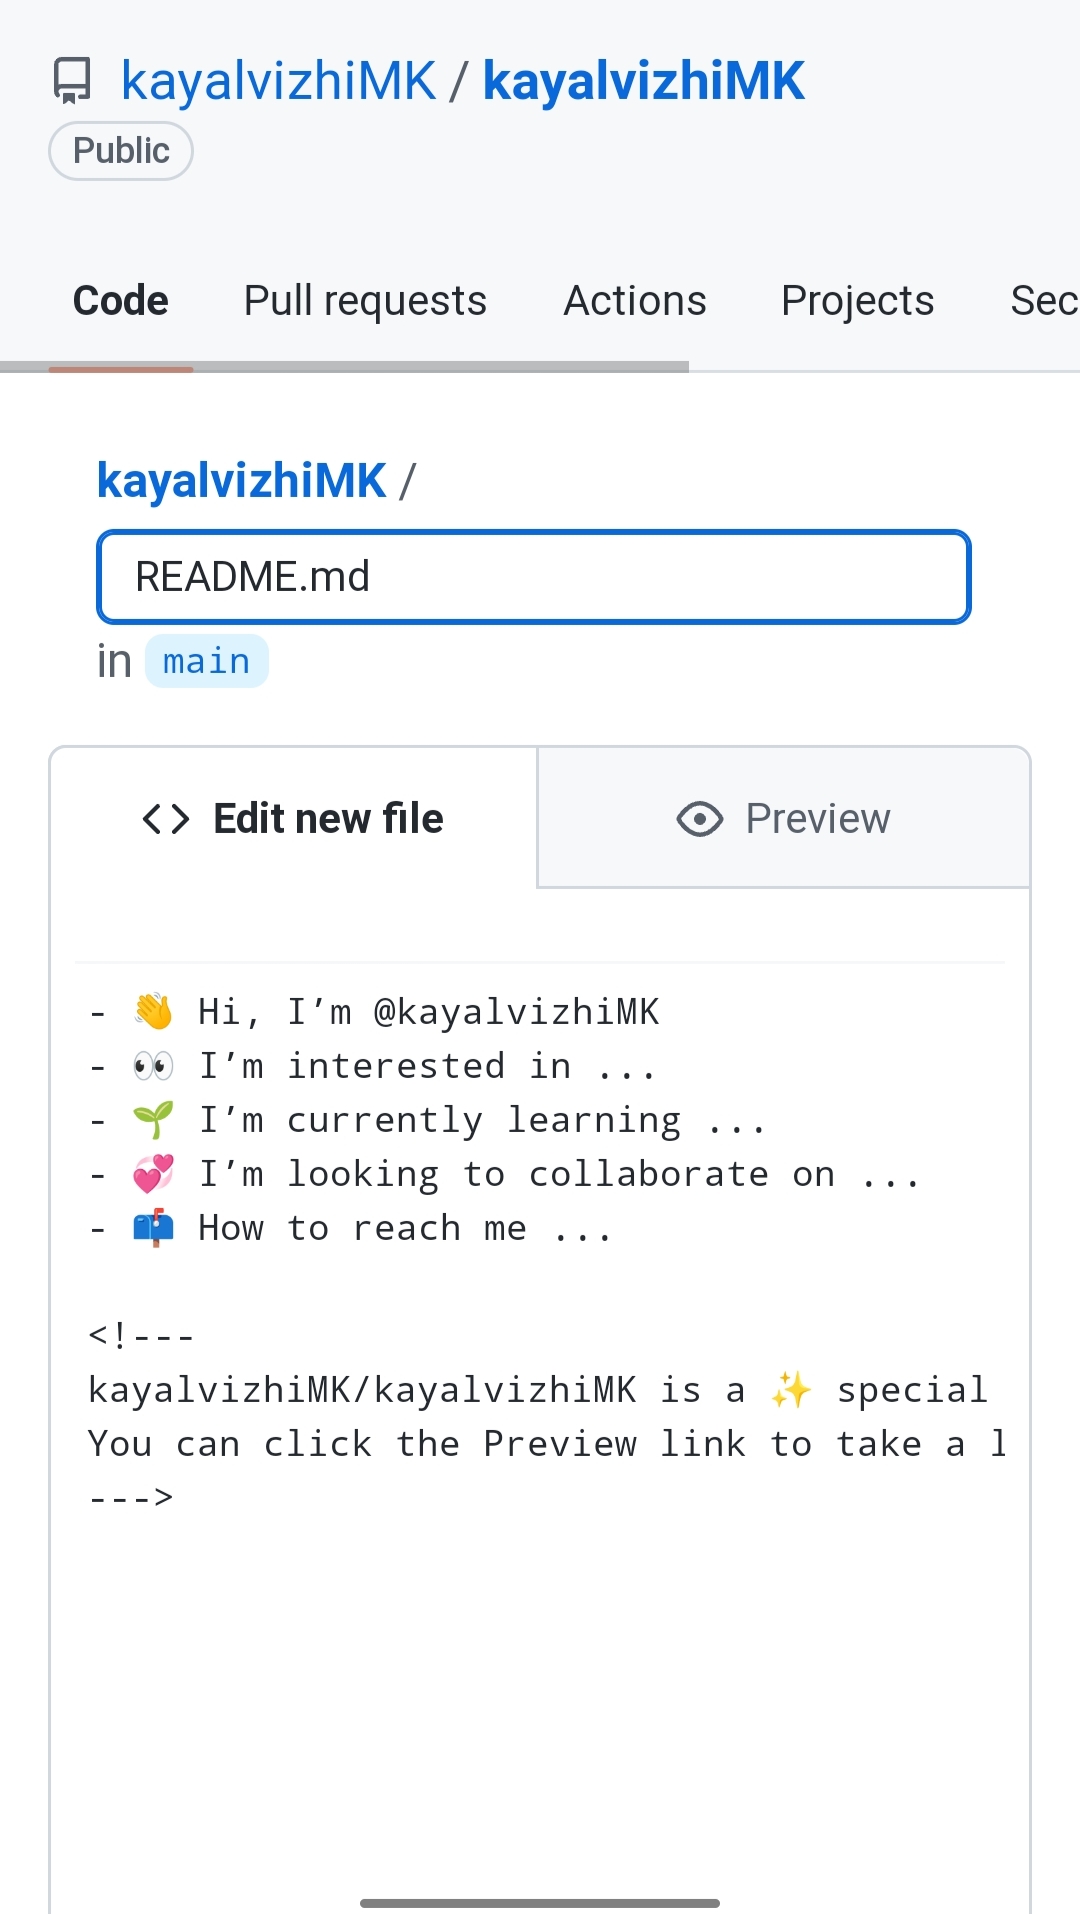 kayalvizhiMK / kayalvizhiMK
Public
Code Pull requests Actions Projects Sec
kayalvizhiMK /
README.md
in main
Edit new file Preview
- 👋 Hi, I’m @kayalvizhiMK
- 👀 I’m interested in ...
- 🌱 I’m currently learning ...
- 💞️ I’m looking to collaborate on ...
- 📫 How to reach me ...
<!---
kayalvizhiMK/kayalvizhiMK is a ✨ special
You can click the Preview link to take a l
--->